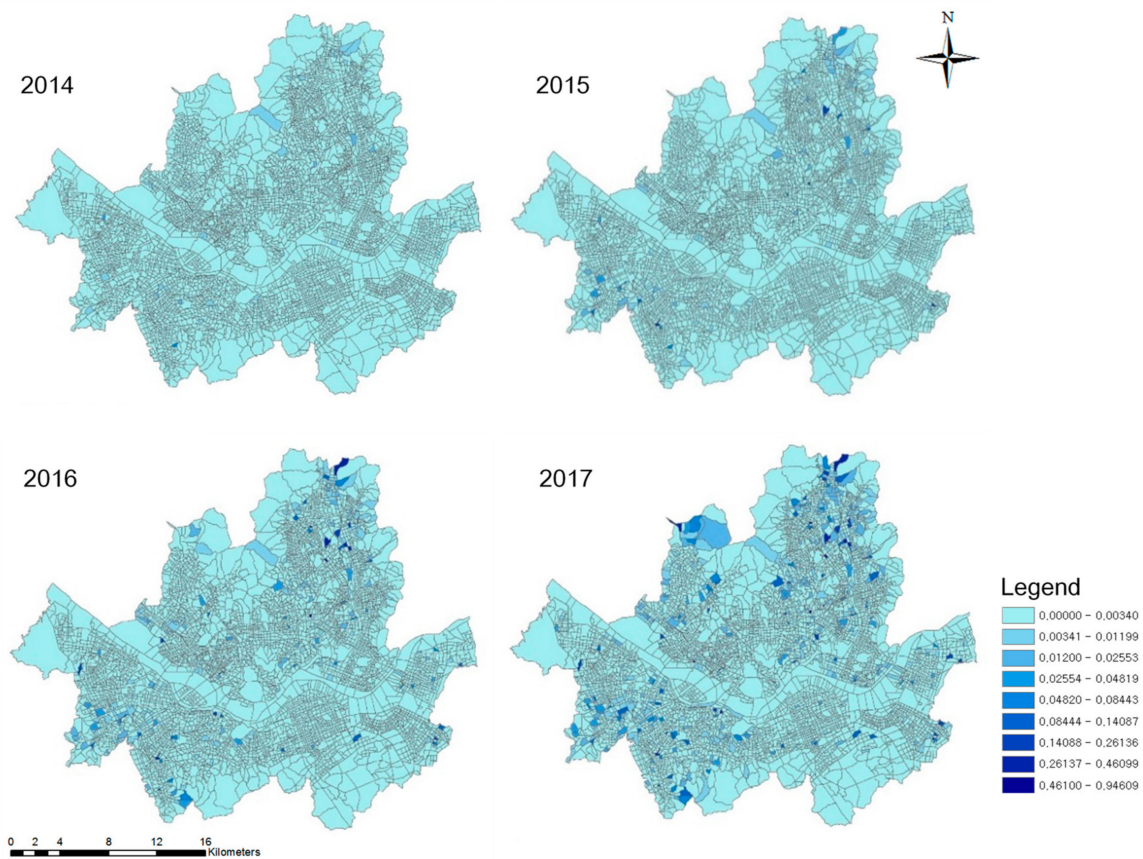 N
2014
2015
2016
2017
Legend
0,00000 - 0,00340
0,00341 - 0,01199
0,01200 - 0,02553
0,02554 - 0,04819
0,04820 - 0,08443
0,08444 - 0,14087
0,14088 - 0,26136
0,26137 - 0,46099
0,46100 - 0,94609
0 2 4 8 12 16
Kilometers